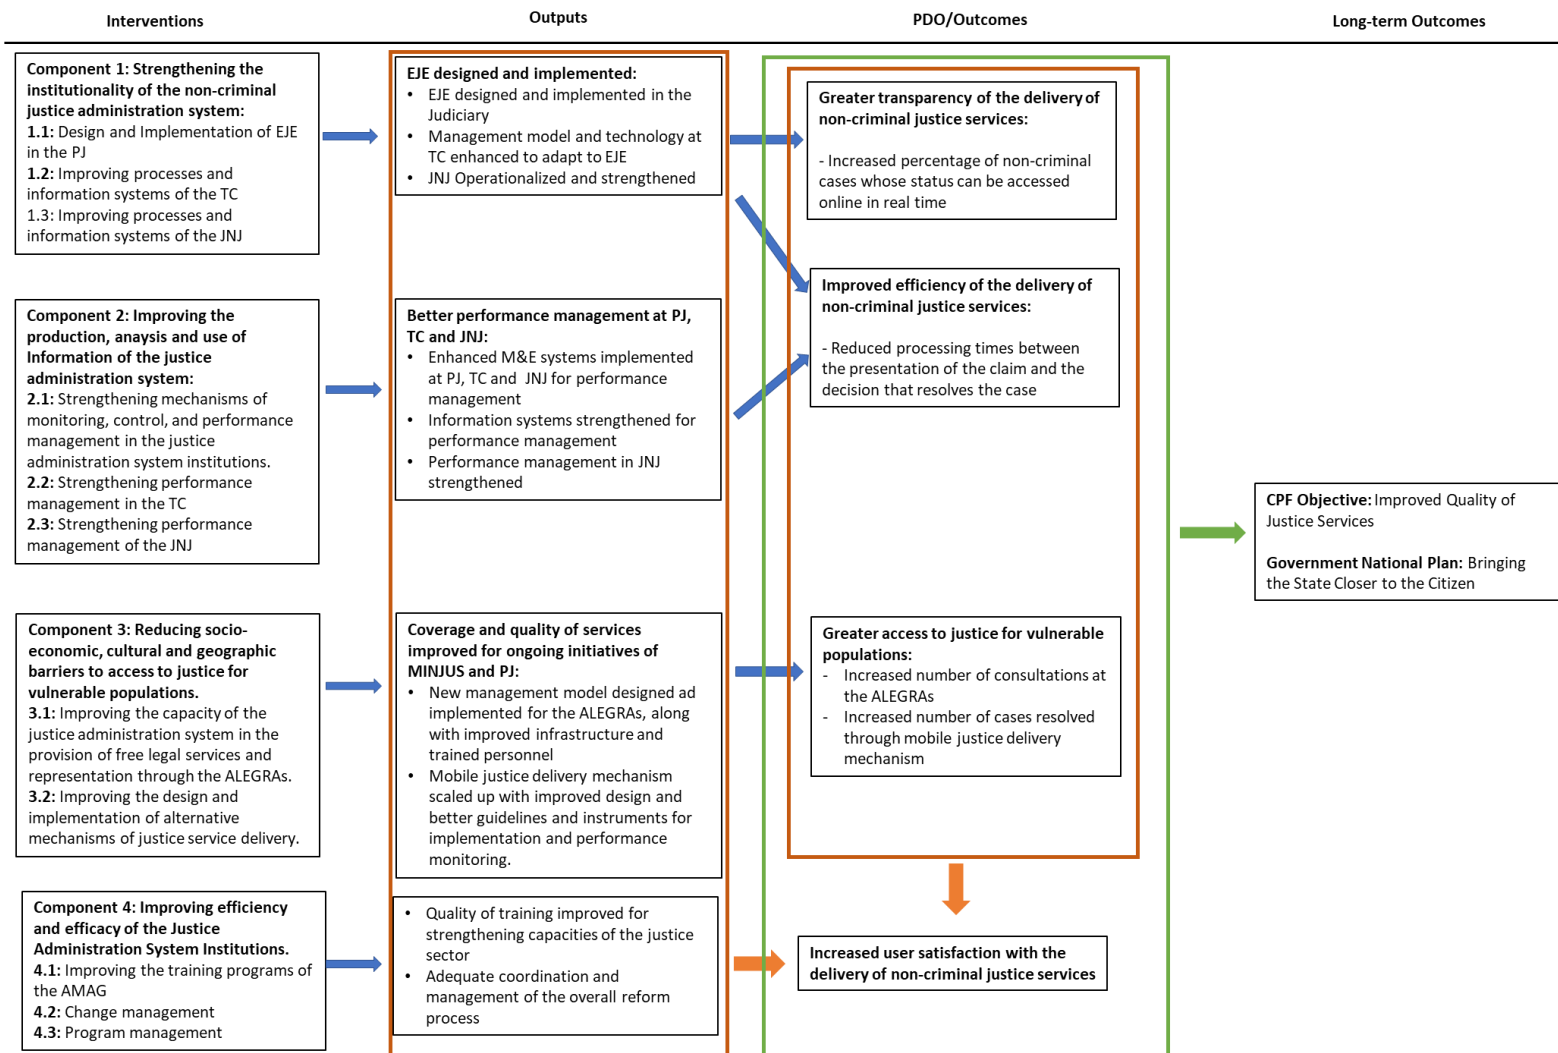 Interventions
Outputs
PDO/Outcomes
Long-term Outcomes
Component 1: Strengthening the
institutionality of the non-criminal
justice administration system:
1.1: Design and Implementation of EJE
in the PJ
1.2: Improving processes and
information systems of the TC
1.3: Improving processes and
information systems of the JNJ
EJE designed and implemented:
• EJE designed and implemented in the
Judiciary
• Management model and technology at
TC enhanced to adapt to EJE
• JNJ Operationalized and strengthened
Greater transparency of the delivery of
non-criminal justice services:
- Increased percentage of non-criminal
cases whose status can be accessed
online in real time
Improved efficiency of the delivery of
non-criminal justice services:
- Reduced processing times between
the presentation of the claim and the
decision that resolves the case
Component 2: Improving the
production, anaysis and use of
Information of the justice
administration system:
2.1: Strengthening mechanisms of
monitoring, control, and performance
management in the justice
administration system institutions.
2.2: Strengthening performance
management in the TC
2.3: Strengthening performance
management of the JNJ
Better performance management at PJ,
TC and JNJ:
• Enhanced M&E systems implemented
at PJ, TC and JNJ for performance
management
• Information systems strengthened for
performance management
• Performance management in JNJ
strengthened
CPF Objective: Improved Quality of
Justice Services
Government National Plan: Bringing
the State Closer to the Citizen
Component 3: Reducing socio-
economic, cultural and geographic
barriers to access to justice for
vulnerable populations.
3.1: Improving the capacity of the
justice administration system in the
provision of free legal services and
representation through the ALEGRAs.
3.2: Improving the design and
implementation of alternative
mechanisms of justice service delivery.
Coverage and quality of services
improved for ongoing initiatives of
MINJUS and PJ:
• New management model designed ad
implemented for the ALEGRAs, along
with improved infrastructure and
trained personnel
• Mobile justice delivery mechanism
scaled up with improved design and
better guidelines and instruments for
implementation and performance
monitoring.
Greater access to justice for vulnerable
populations:
- Increased number of consultations at
the ALEGRAs
- Increased number of cases resolved
through mobile justice delivery
mechanism
Component 4: Improving efficiency
and efficacy of the Justice
Administration System Institutions.
4.1: Improving the training programs of
the AMAG
4.2: Change management
4.3: Program management
• Quality of training improved for
strengthening capacities of the justice
sector
• Adequate coordination and
management of the overall reform
process
Increased user satisfaction with the
delivery of non-criminal justice services